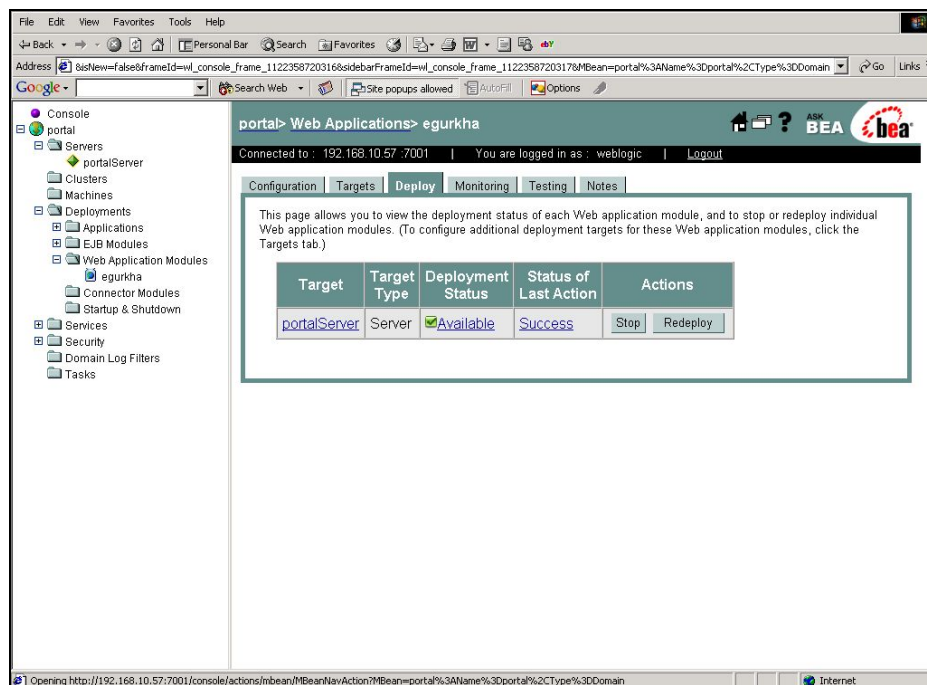 File Edit View Favorites Tools Help
Back Personal Bar Search Favorites
Address &isNew=false&frameId=wl_console_frame_1122358720316&sidebarFrameId=wl_console_frame_1122358720317&MBean=portal%3AName%3Dportal%2CType%3DDomain Go Links
Google Search Web Site popups allowed AutoFill Options
Console
portal
Servers
portalServer
Clusters
Machines
Deployments
Applications
EJB Modules
Web Application Modules
egurkha
Connector Modules
Startup & Shutdown
Services
Security
Domain Log Filters
Tasks
portal> Web Applications> egurkha
? ASK BEA bea
Connected to : 192.168.10.57 :7001 | You are logged in as : weblogic | Logout
Configuration Targets Deploy Monitoring Testing Notes
This page allows you to view the deployment status of each Web application module, and to stop or redeploy individual
Web application modules. (To configure additional deployment targets for these Web application modules, click the
Targets tab.)
Target Target Type Deployment Status Status of Last Action Actions
portalServer Server Available Success Stop Redeploy
Opening http://192.168.10.57:7001/console/actions/mbean/MBeanNavAction?MBean=portal%3AName%3Dportal%2CType%3DDomain Internet